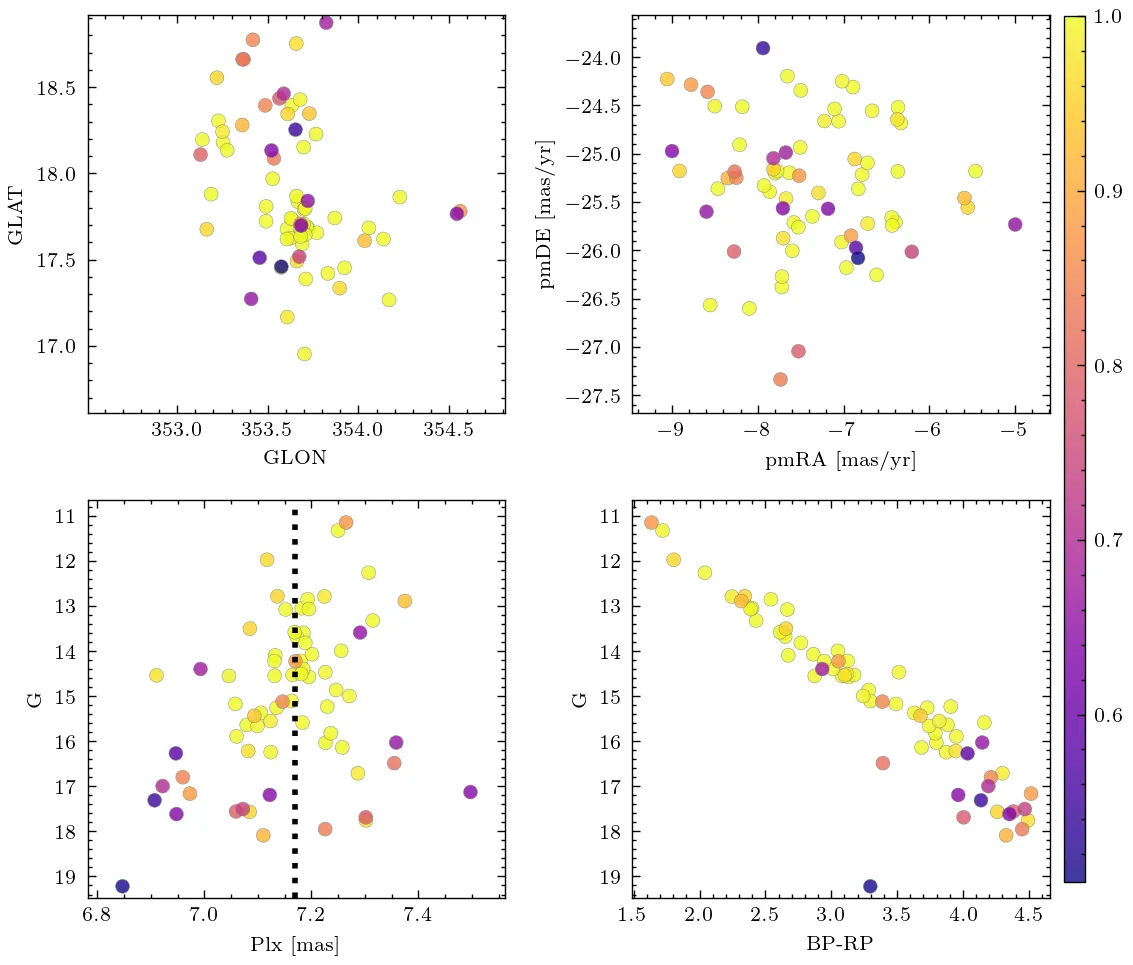 18.5
18.0
17.5
17.0
GLAT
353.0 353.5 354.0 354.5
GLON
−24.0
−24.5
−25.0
−25.5
−26.0
−26.5
−27.0
−27.5
pmDE [mas/yr]
−9 −8 −7 −6 −5
pmRA [mas/yr]
1.0
0.9
0.8
0.7
0.6
11
12
13
14
15
16
17
18
19
G
6.8 7.0 7.2 7.4
Plx [mas]
11
12
13
14
15
16
17
18
19
G
1.5 2.0 2.5 3.0 3.5 4.0 4.5
BP-RP